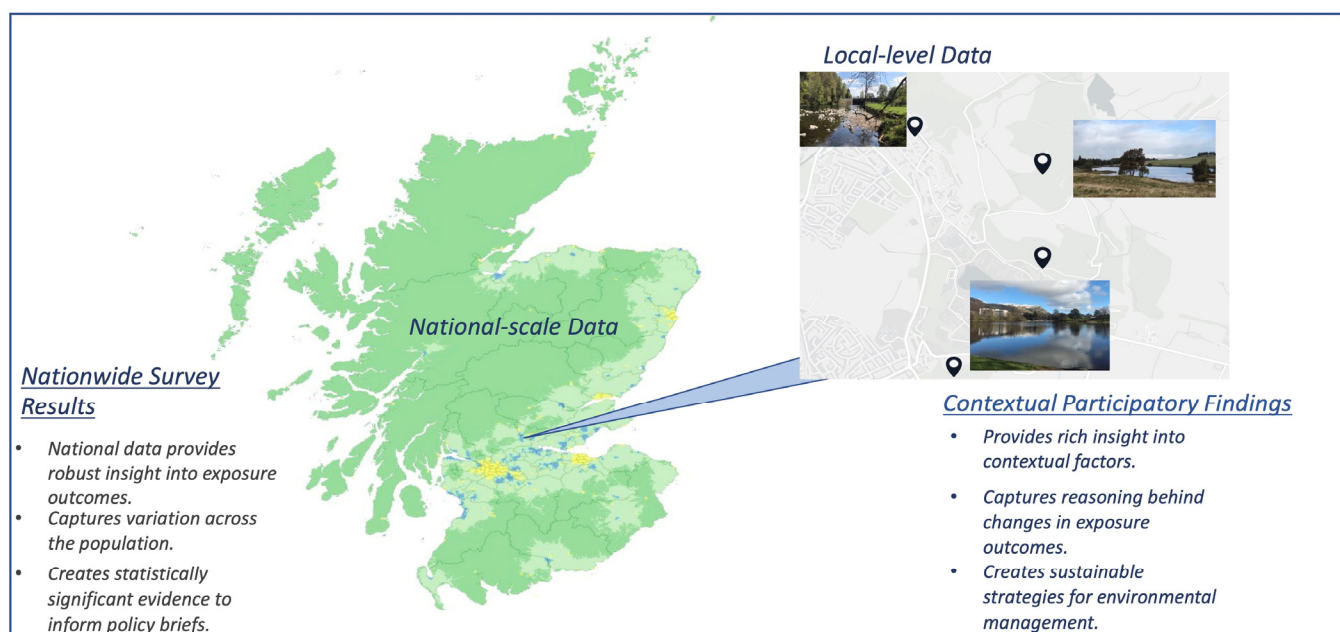 Local-level Data
National-scale Data
Nationwide Survey
Results
• National data provides
robust insight into exposure
outcomes.
• Captures variation across
the population.
• Creates statistically
significant evidence to
inform policy briefs.
Contextual Participatory Findings
• Provides rich insight into
contextual factors.
• Captures reasoning behind
changes in exposure
outcomes.
• Creates sustainable
strategies for environmental
management.